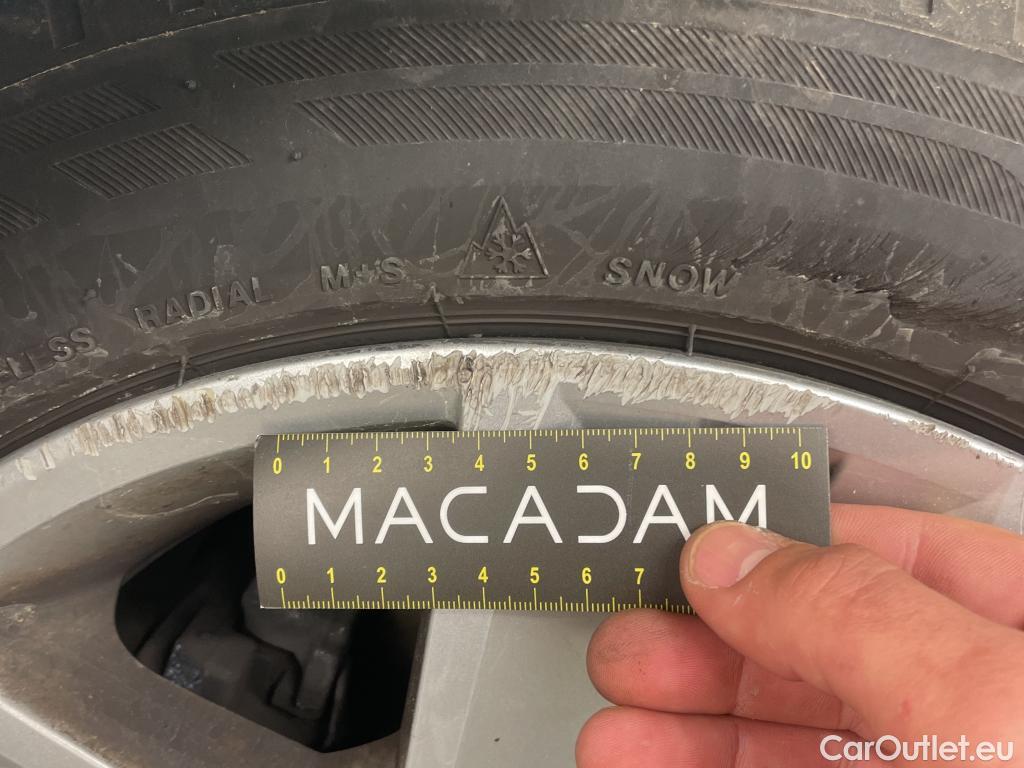 LESS RADIAL M+S SNOW
0 1 2 3 4 5 6 7 8 9 10
MACADAM
0 1 2 3 4 5 6 7
CarOutlet.eu